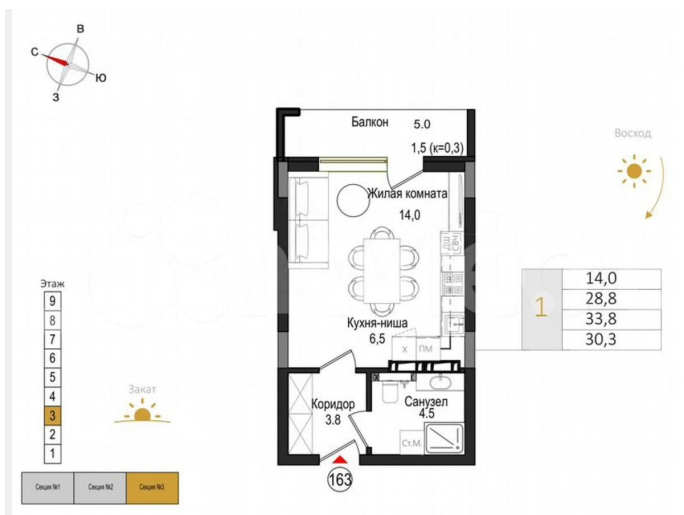 В
С
Ю
З
Балкон 5.0
1,5 (к=0,3)
Восход
Жилая комната
14,0
ДШ
СВЧ
14,0
28,8
33,8
30,3
1
Кухня-ниша
6,5
Х
ПМ
Этаж
9
8
7
6
5
4
3
2
1
Закат
Коридор
3.8
Санузел
4.5
Ст.М.
163
Секция №1
Секция №2
Секция №3